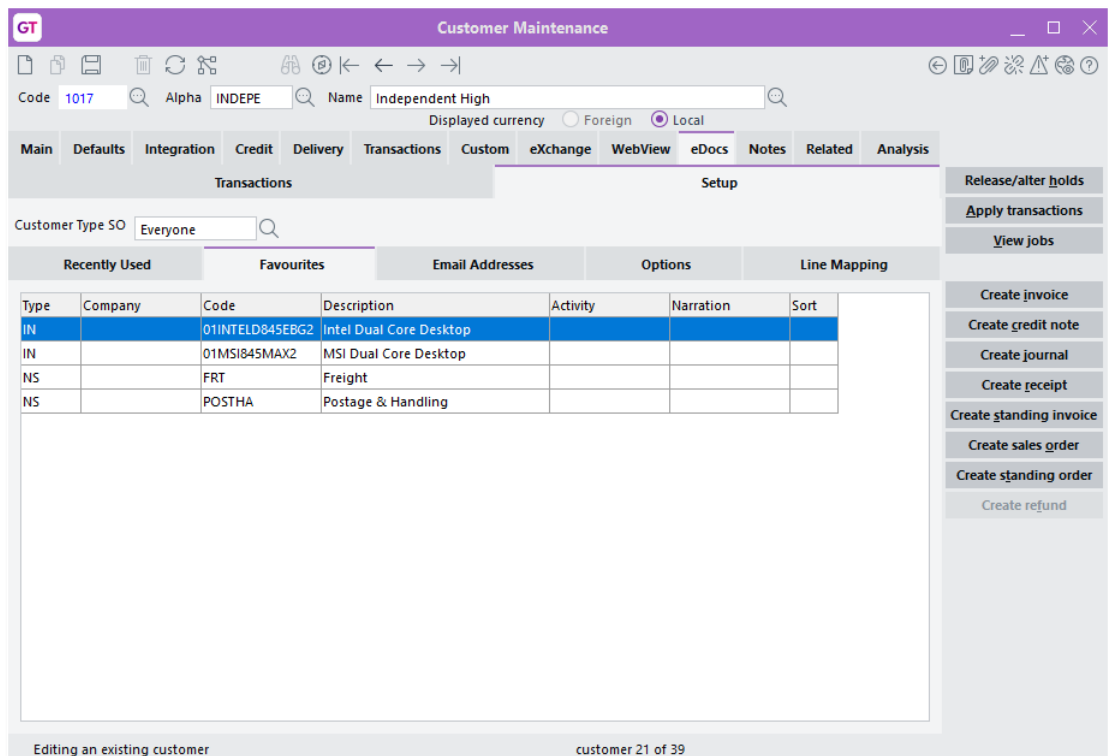 GT Customer Maintenance
Code 1017 Alpha INDEPE Name Independent High
Displayed currency Foreign Local
Main Defaults Integration Credit Delivery Transactions Custom eXchange WebView eDocs Notes Related Analysis
Transactions Setup
Customer Type SO Everyone
Recently Used Favourites Email Addresses Options Line Mapping
Type Company Code Description Activity Narration Sort
IN 01INTELD845EBG2 Intel Dual Core Desktop
IN 01MSI845MAX2 MSI Dual Core Desktop
NS FRT Freight
NS POSTHA Postage & Handling
Release/alter holds
Apply transactions
View jobs
Create invoice
Create credit note
Create journal
Create receipt
Create standing invoice
Create sales order
Create standing order
Create refund
Editing an existing customer customer 21 of 39